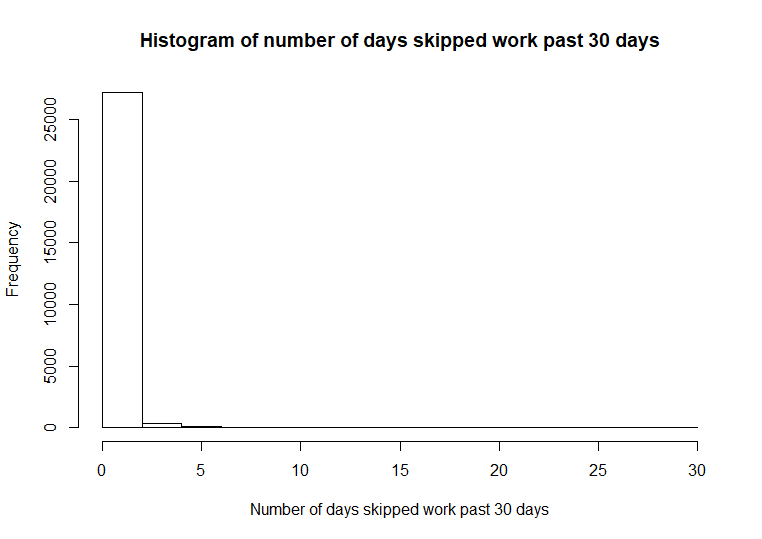 Histogram of number of days skipped work past 30 days
25000
20000
15000
10000
5000
0
Frequency
0 5 10 15 20 25 30
Number of days skipped work past 30 days